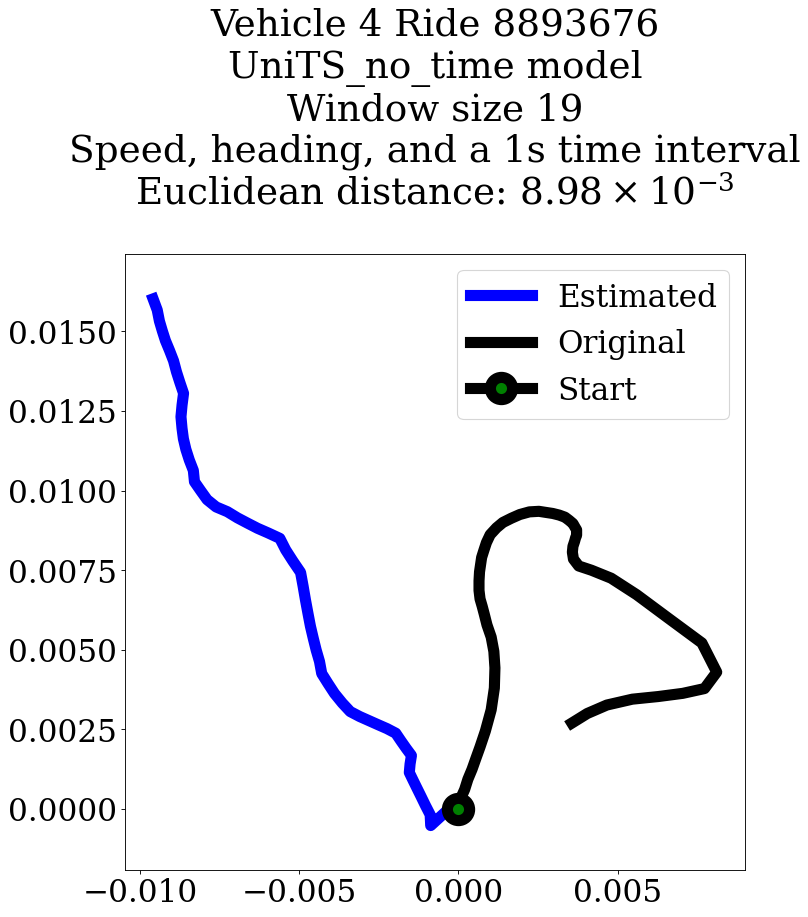 Vehicle 4 Ride 8893676
UniTS_no_time model
Window size 19
Speed, heading, and a 1s time interval
Euclidean distance: 8.98 × 10⁻³
Estimated
Original
Start
0.0150
0.0125
0.0100
0.0075
0.0050
0.0025
0.0000
−0.010 −0.005 0.000 0.005